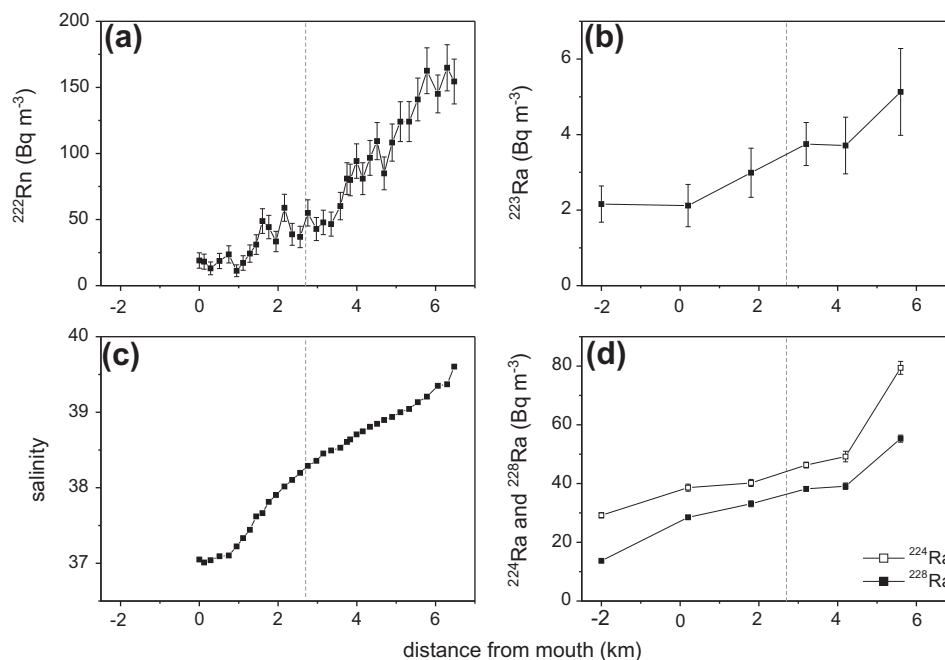 (a)
²²²Rn (Bq m⁻³)
200
150
100
50
0
-2 0 2 4 6
(b)
²²³Ra (Bq m⁻³)
6
4
2
0
-2 0 2 4 6
(c)
salinity
40
39
38
37
-2 0 2 4 6
(d)
²²⁴Ra and ²²⁸Ra (Bq m⁻³)
80
60
40
20
0
²²⁴Ra
²²⁸Ra
-2 0 2 4 6
distance from mouth (km)